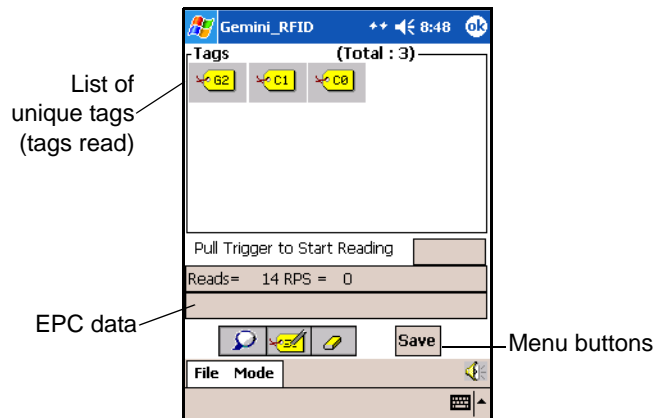 Gemini_RFID 8:48 ok
Tags (Total : 3)
G2 C1 C0
List of
unique tags
(tags read)
Pull Trigger to Start Reading
Reads= 14 RPS = 0
EPC data
Save
Menu buttons
File Mode